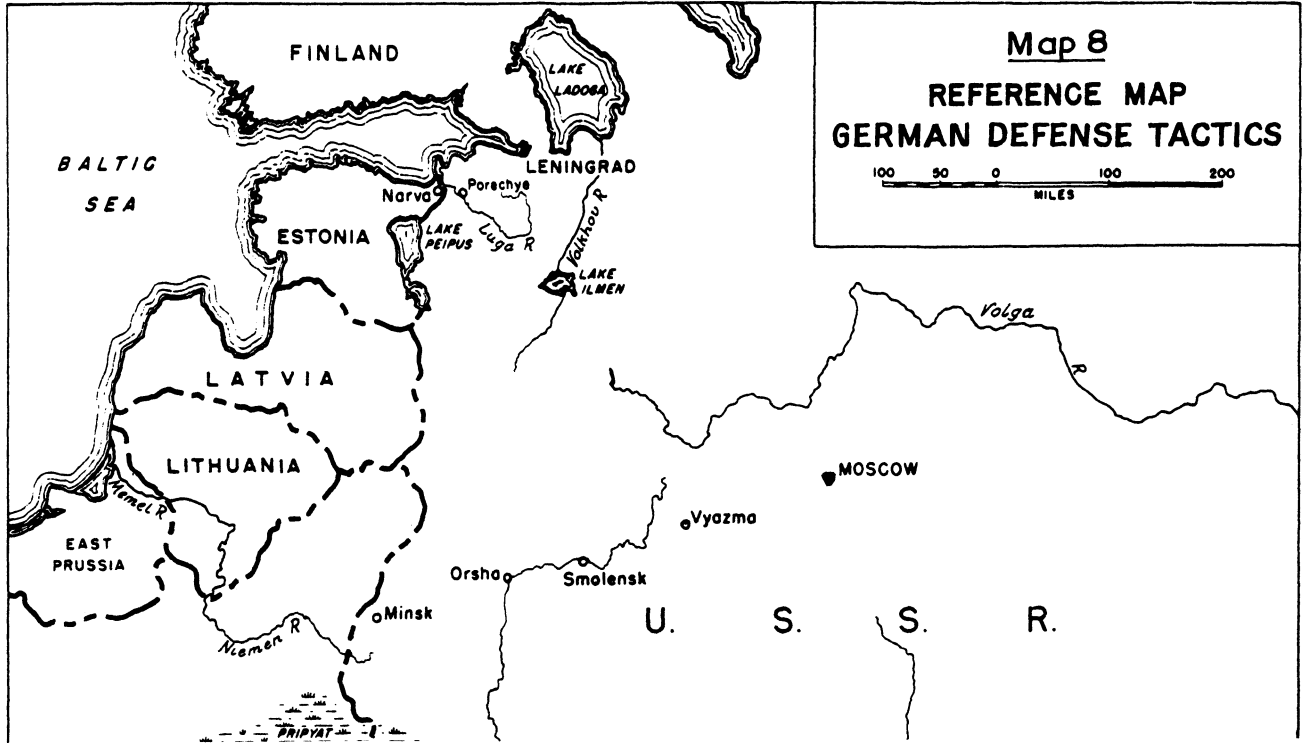 Map 8
REFERENCE MAP
GERMAN DEFENSE TACTICS
100 50 0 100 200
MILES
FINLAND
LAKE
LADOGA
BALTIC
SEA
LENINGRAD
Narva
Porechye
Luga R
Volkhov R
ESTONIA
LAKE
PEIPUS
LAKE
ILMEN
Volga
R
LATVIA
LITHUANIA
MOSCOW
Memel R
Vyazma
EAST
PRUSSIA
Orsha
Smolensk
Minsk
U. S. S. R.
Niemen R
PRIPYAT